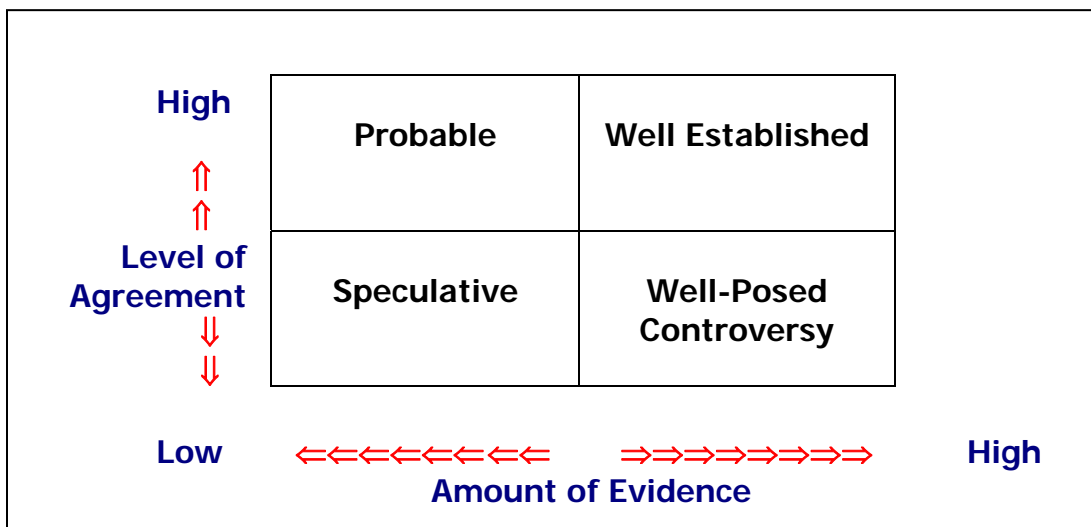 High
Probable
Well Established
⇑
⇑
Level of
Agreement
⇓
⇓
Speculative
Well-Posed
Controversy
Low
⇐⇐⇐⇐⇐⇐⇐⇐ ⇒⇒⇒⇒⇒⇒⇒⇒
High
Amount of Evidence